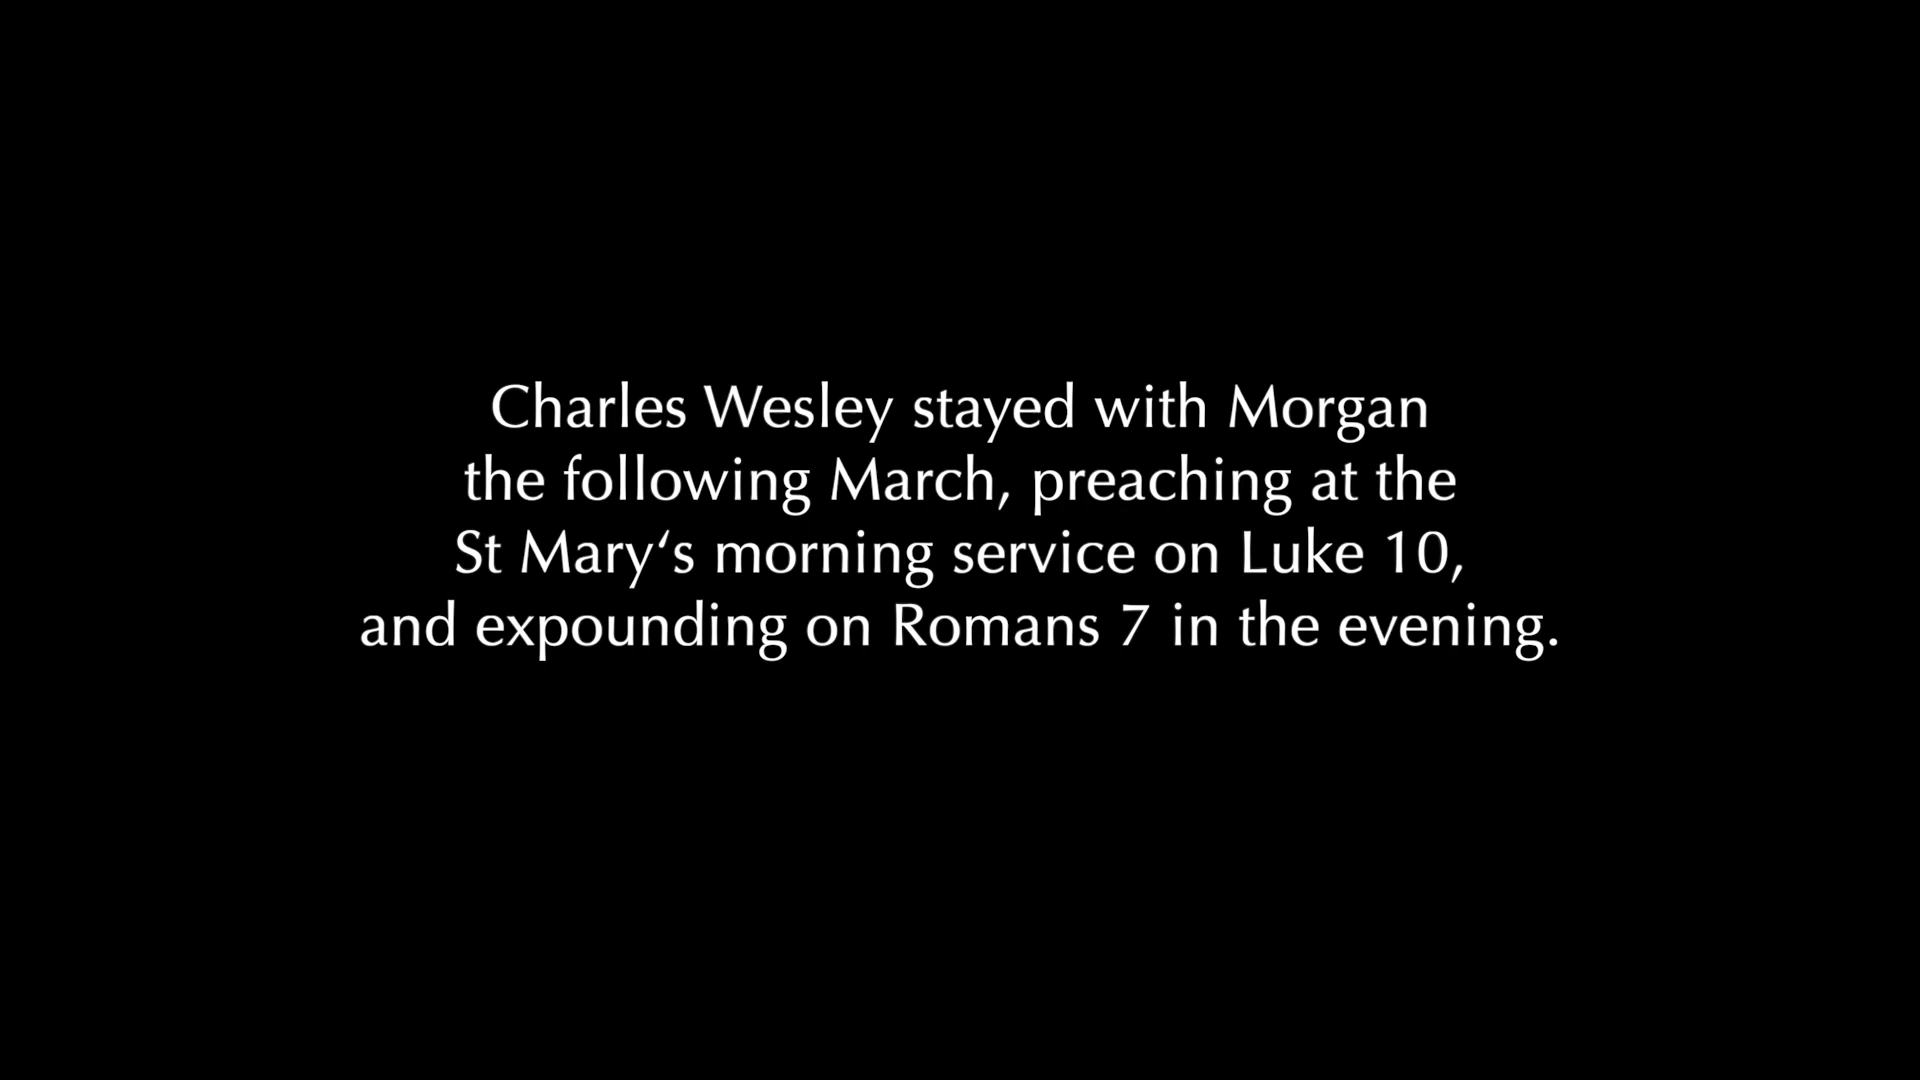 Charles Wesley stayed with Morgan
the following March, preaching at the
St Mary‘s morning service on Luke 10,
and expounding on Romans 7 in the evening.